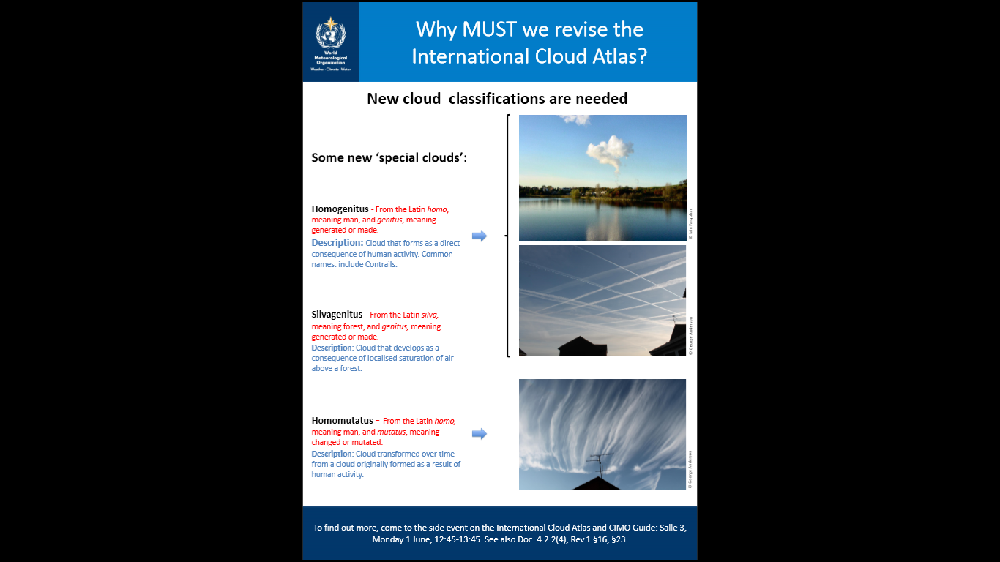 World
Meteorological
Organization
Weather · Climate · Water
Why MUST we revise the
International Cloud Atlas?
New cloud classifications are needed
Some new ‘special clouds’:
Homogenitus - From the Latin homo,
meaning man, and genitus, meaning
generated or made.
Description: Cloud that forms as a direct
consequence of human activity. Common
names: include Contrails.
Silvagenitus - From the Latin silva,
meaning forest, and genitus, meaning
generated or made.
Description: Cloud that develops as a
consequence of localised saturation of air
above a forest.
Homomutatus - From the Latin homo,
meaning man, and mutatus, meaning
changed or mutated.
Description: Cloud transformed over time
from a cloud originally formed as a result of
human activity.
© Iain Farquhar
© George Anderson
© George Anderson
To find out more, come to the side event on the International Cloud Atlas and CIMO Guide: Salle 3,
Monday 1 June, 12:45-13:45. See also Doc. 4.2.2(4), Rev.1 §16, §23.